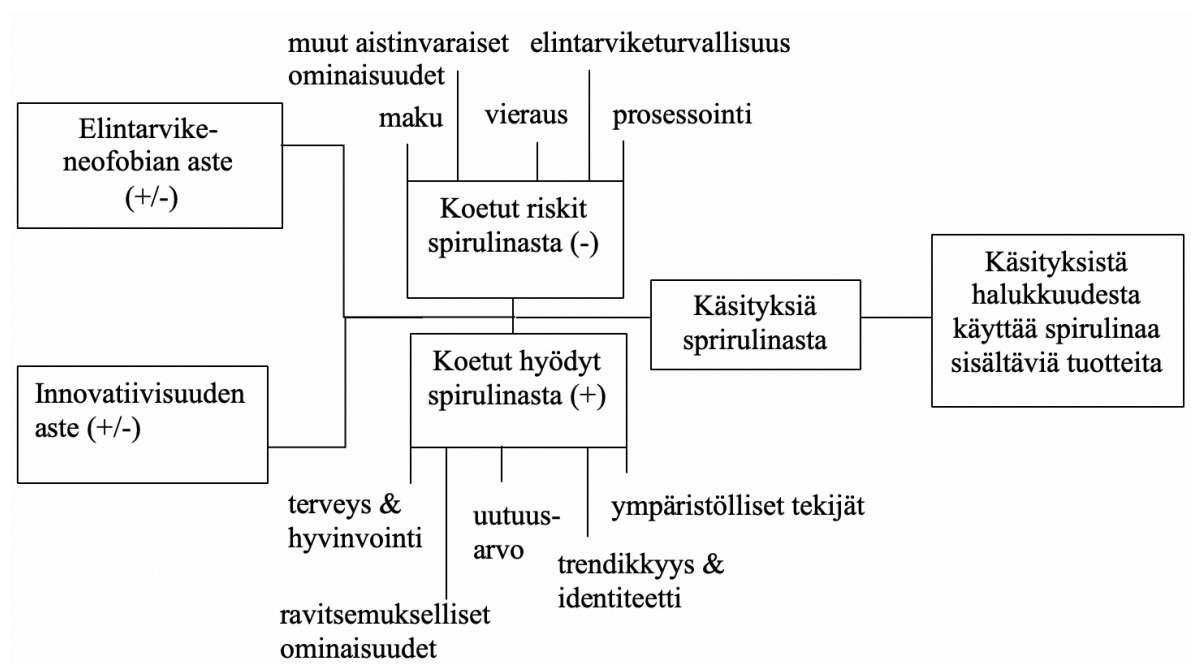 muut aistinvaraiset
ominaisuudet
elintarviketurvallisuus
maku
vieraus
prosessointi
Elintarvike-
neofobian aste
(+/-)
Koetut riskit
spirulinasta (-)
Käsityksiä
sprirulinasta
Käsityksistä
halukkuudesta
käyttää spirulinaa
sisältäviä tuotteita
Innovatiivisuuden
aste (+/-)
Koetut hyödyt
spirulinasta (+)
terveys &
hyvinvointi
ravitsemukselliset
ominaisuudet
uutuus-
arvo
trendikkyys &
identiteetti
ympäristölliset tekijät